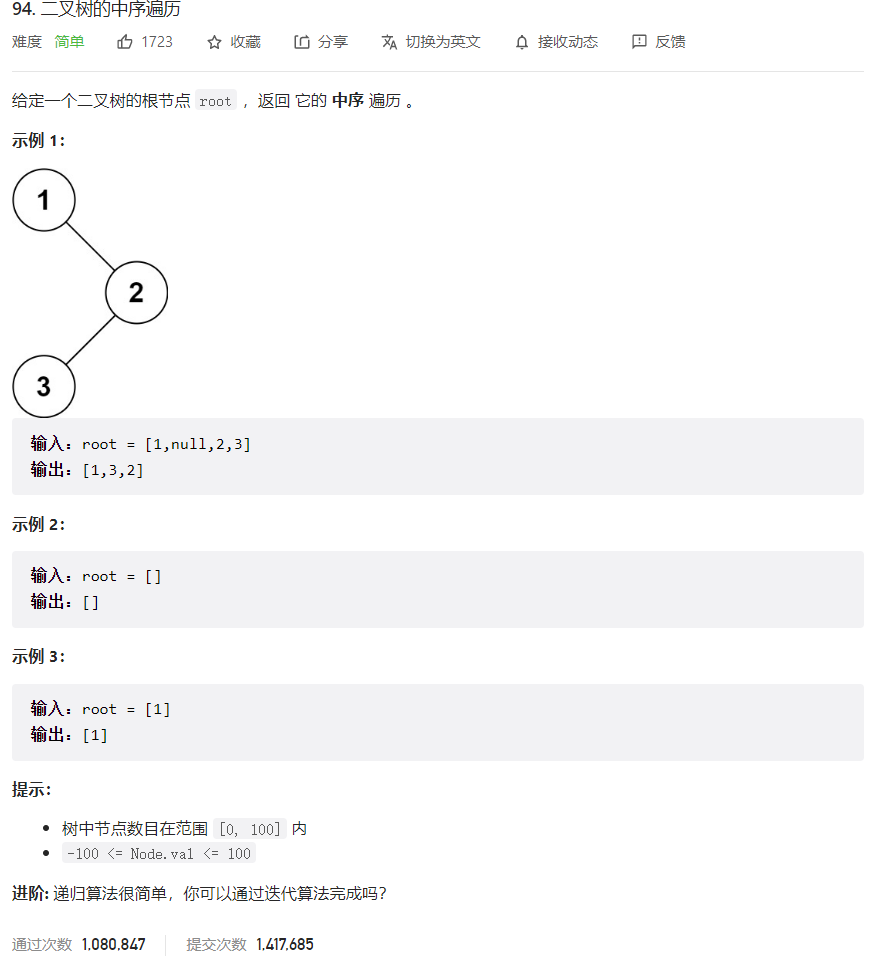 94. 二叉树的中序遍历
难度 简单 1723 收藏 分享 切换为英文 接收动态 反馈
给定一个二叉树的根节点 root ，返回 它的 中序 遍历 。
示例 1：
1
2
3
输入：root = [1,null,2,3]
输出：[1,3,2]
示例 2：
输入：root = []
输出：[]
示例 3：
输入：root = [1]
输出：[1]
提示：
树中节点数目在范围 [0, 100] 内
-100 <= Node.val <= 100
进阶: 递归算法很简单，你可以通过迭代算法完成吗？
通过次数 1,080,847 提交次数 1,417,685